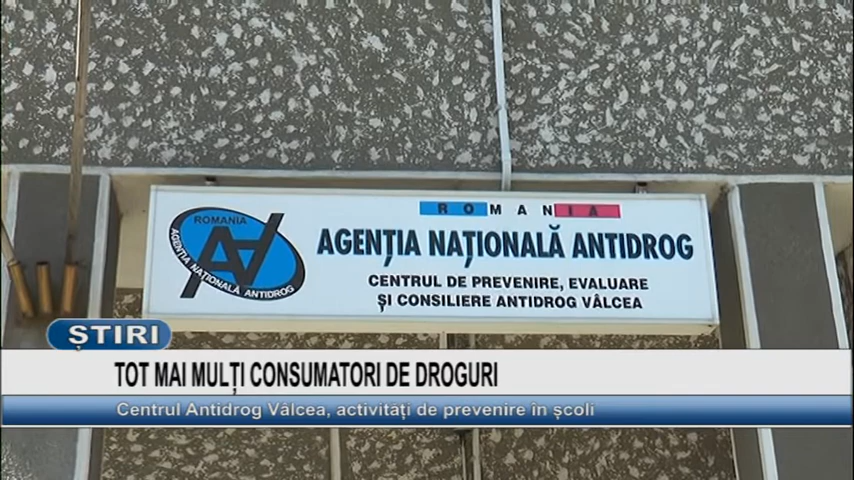 ROMANIA
AGENȚIA NAȚIONALĂ ANTIDROG
CENTRUL DE PREVENIRE, EVALUARE
ȘI CONSILIERE ANTIDROG VÂLCEA
ROMANIA
AA
AGENȚIA NAȚIONALĂ ANTIDROG
ȘTIRI
TOT MAI MULȚI CONSUMATORI DE DROGURI
Centrul Antidrog Vâlcea, activități de prevenire în școli